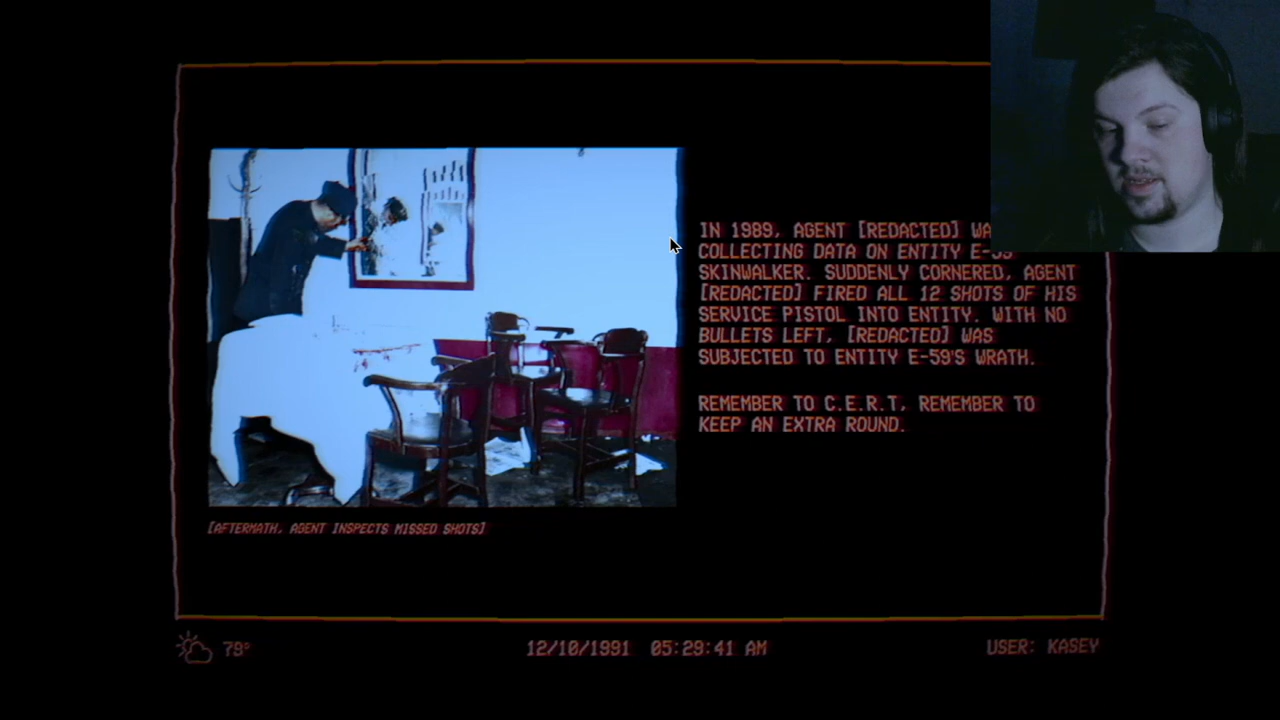 IN 1989, AGENT [REDACTED]
COLLECTING DATA ON ENTITY E-59
SKINWALKER. SUDDENLY CORNERED, AGENT
[REDACTED] FIRED ALL 12 SHOTS OF HIS
SERVICE PISTOL INTO ENTITY. WITH NO
BULLETS LEFT, [REDACTED] WAS
SUBJECTED TO ENTITY E-59'S WRATH.
REMEMBER TO C.E.R.T, REMEMBER TO
KEEP AN EXTRA ROUND.
[AFTERMATH, AGENT INSPECTS MISSED SHOTS]
79° 12/10/1991 05:29:41 AM USER: KASEY